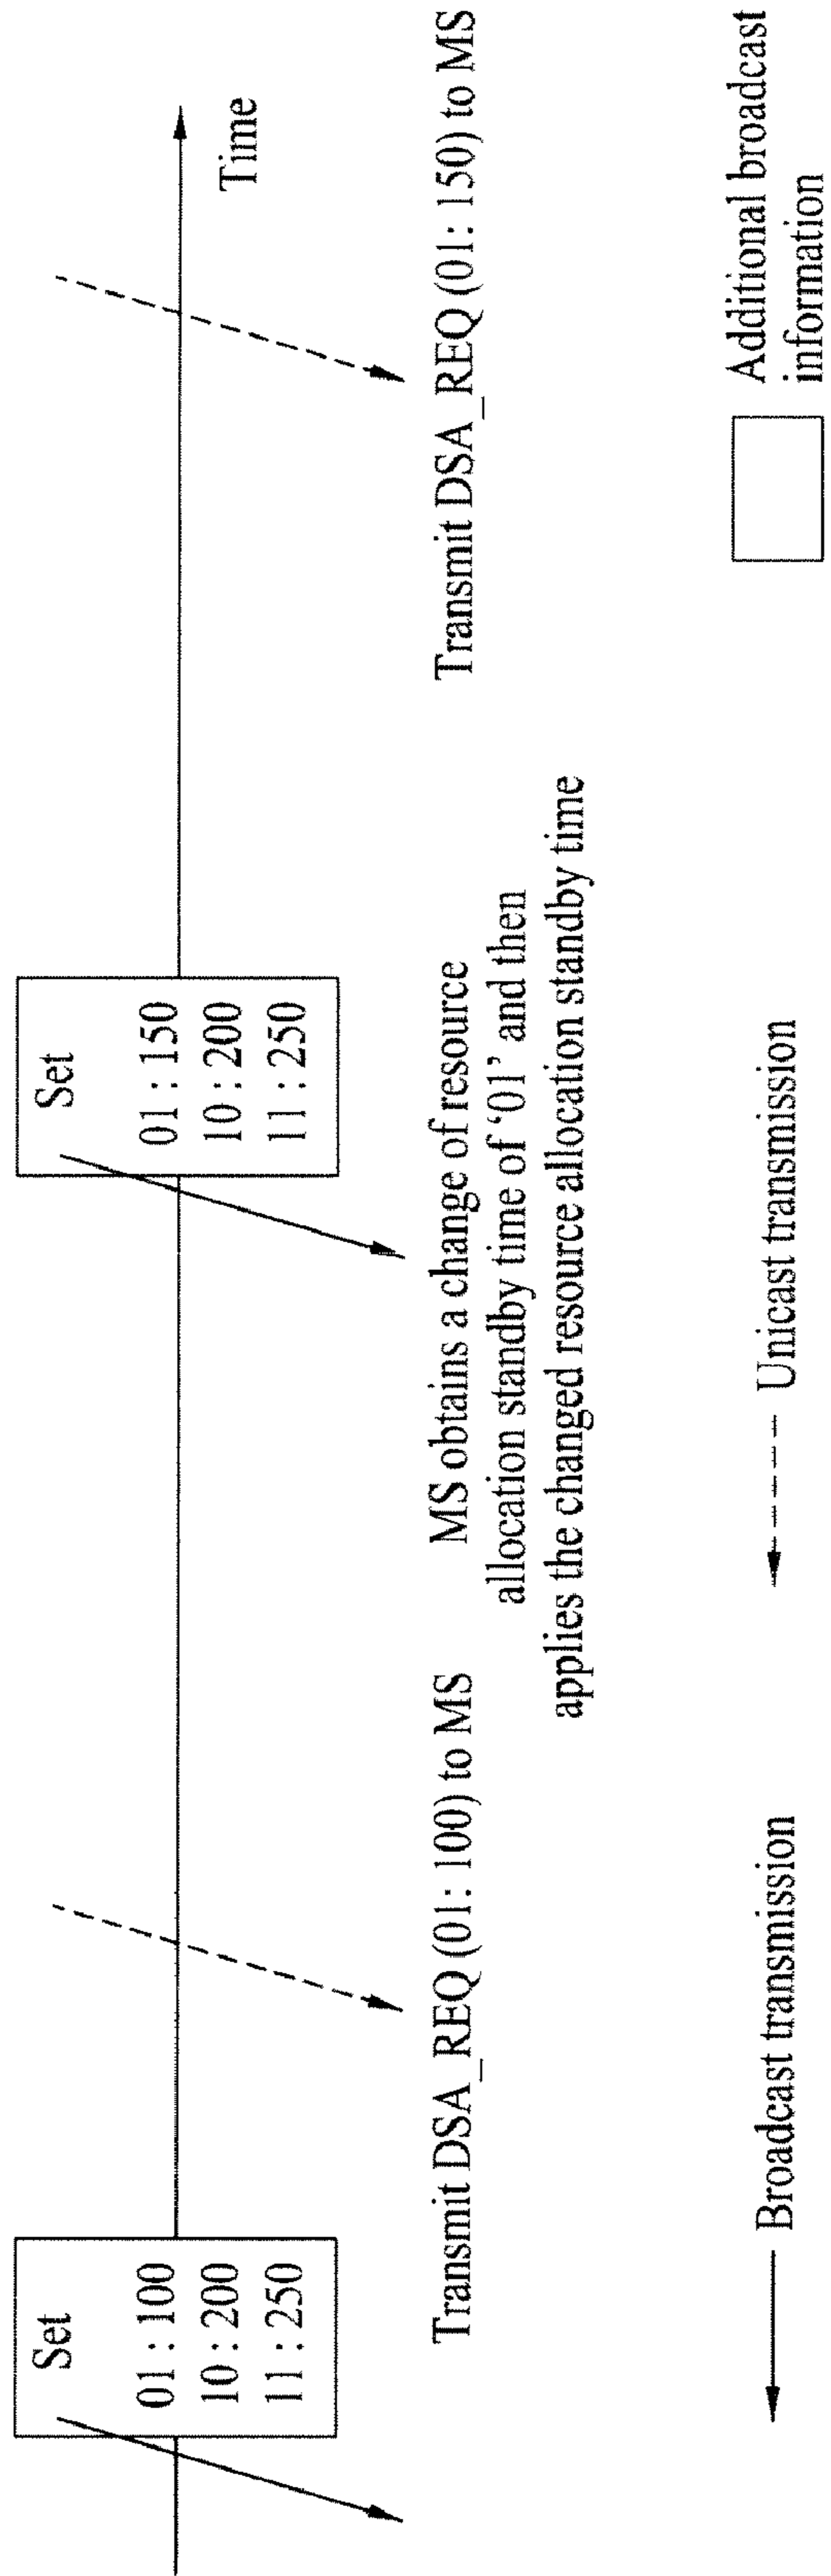 Set
01 : 100
10 : 200
11 : 250
Transmit DSA_REQ (01: 100) to MS
Set
01 : 150
10 : 200
11 : 250
MS obtains a change of resource
allocation standby time of ‘01’ and then
applies the changed resource allocation standby time
Time
Transmit DSA_REQ (01: 150) to MS
Broadcast transmission
Unicast transmission
Additional broadcast
information